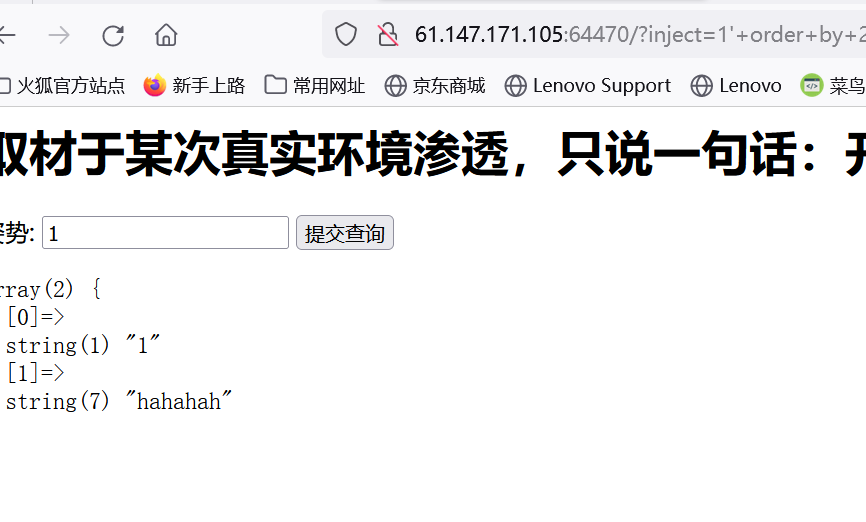 61.147.171.105:64470/?inject=1'+order+by+2
火狐官方站点 新手上路 常用网址 京东商城 Lenovo Support Lenovo 菜鸟
取材于某次真实环境渗透，只说一句话：开
姿势: 1 提交查询
rray(2) {
[0]=>
string(1) "1"
[1]=>
string(7) "hahahah"